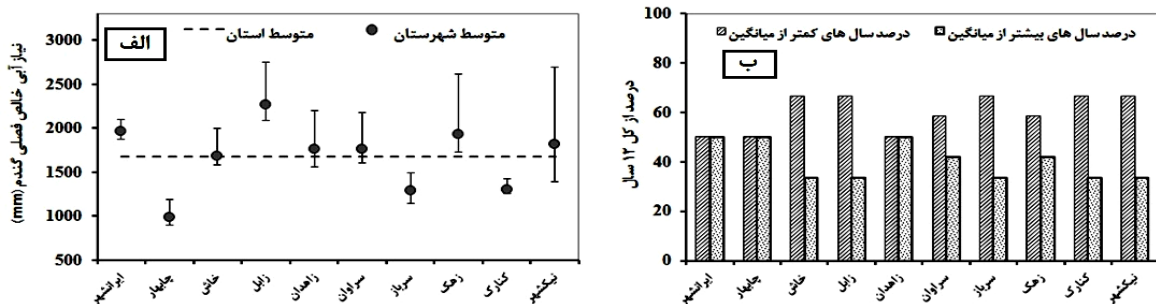 الف
متوسط شهرستان
متوسط استان
نیاز آبی خالص فصلی گندم (mm)
3000
2500
2000
1500
1000
500
ایرانشهر
چابهار
خاش
زابل
زاهدان
سراوان
سرباز
زهک
کنارک
نیکشهر
ب
درصد سال های کمتر از میانگین
درصد سال های بیشتر از میانگین
درصد از کل ۱۲ سال
100
80
60
40
20
0
ایرانشهر
چابهار
خاش
زابل
زاهدان
سراوان
سرباز
زهک
کنارک
نیکشهر